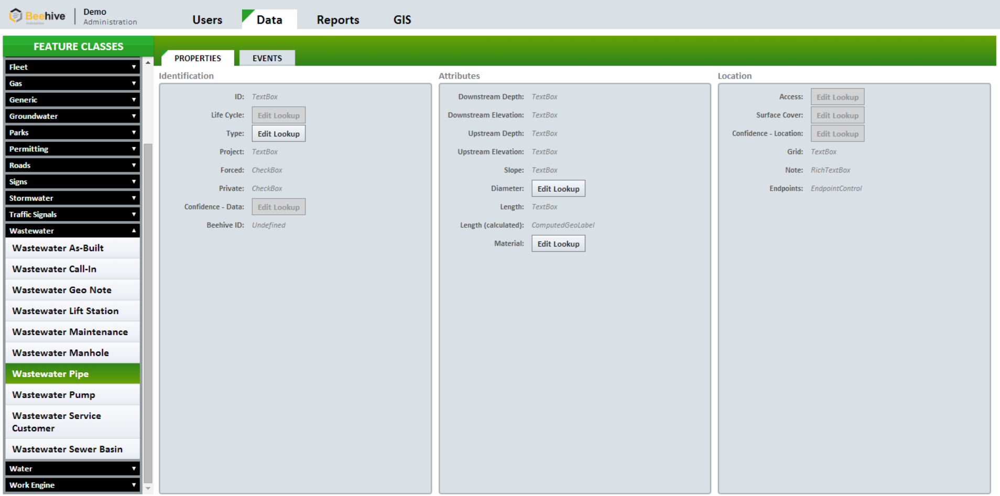 Beehive
Industries
Demo
Administration
Users
Data
Reports
GIS
FEATURE CLASSES
Fleet
Gas
Generic
Groundwater
Parks
Permitting
Roads
Signs
Stormwater
Traffic Signals
Wastewater
Wastewater As-Built
Wastewater Call-In
Wastewater Geo Note
Wastewater Lift Station
Wastewater Maintenance
Wastewater Manhole
Wastewater Pipe
Wastewater Pump
Wastewater Service
Customer
Wastewater Sewer Basin
Water
Work Engine
PROPERTIES
EVENTS
Identification
ID: TextBox
Life Cycle: Edit Lookup
Type: Edit Lookup
Project: TextBox
Forced: CheckBox
Private: CheckBox
Confidence - Data: Edit Lookup
Beehive ID: Undefined
Attributes
Downstream Depth: TextBox
Downstream Elevation: TextBox
Upstream Depth: TextBox
Upstream Elevation: TextBox
Slope: TextBox
Diameter: Edit Lookup
Length: TextBox
Length (calculated): ComputedGeoLabel
Material: Edit Lookup
Location
Access: Edit Lookup
Surface Cover: Edit Lookup
Confidence - Location: Edit Lookup
Grid: TextBox
Note: RichTextBox
Endpoints: EndpointControl